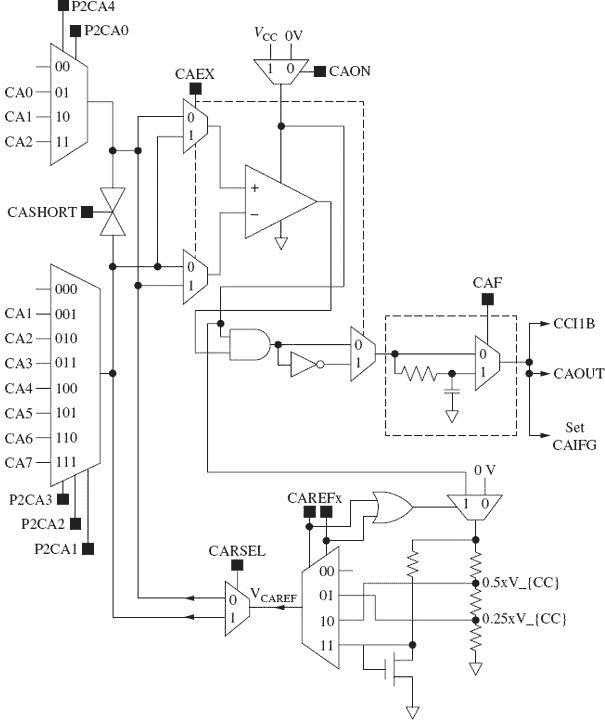 P2CA4
P2CA0
V_CC 0V
1 0
CAON
CAEX
00
CA0 01
CA1 10
CA2 11
0
1
+
−
CASHORT
0
1
000
CA1 001
CA2 010
CA3 011
CA4 100
CA5 101
CA6 110
CA7 111
P2CA3
P2CA2
P2CA1
CAF
0
1
0
1
CCI1B
CAOUT
Set
CAIFG
0 V
1 0
CAREFx
00
01
10
11
CARSEL
0
1
V_CAREF
0.5xV_{CC}
0.25xV_{CC}